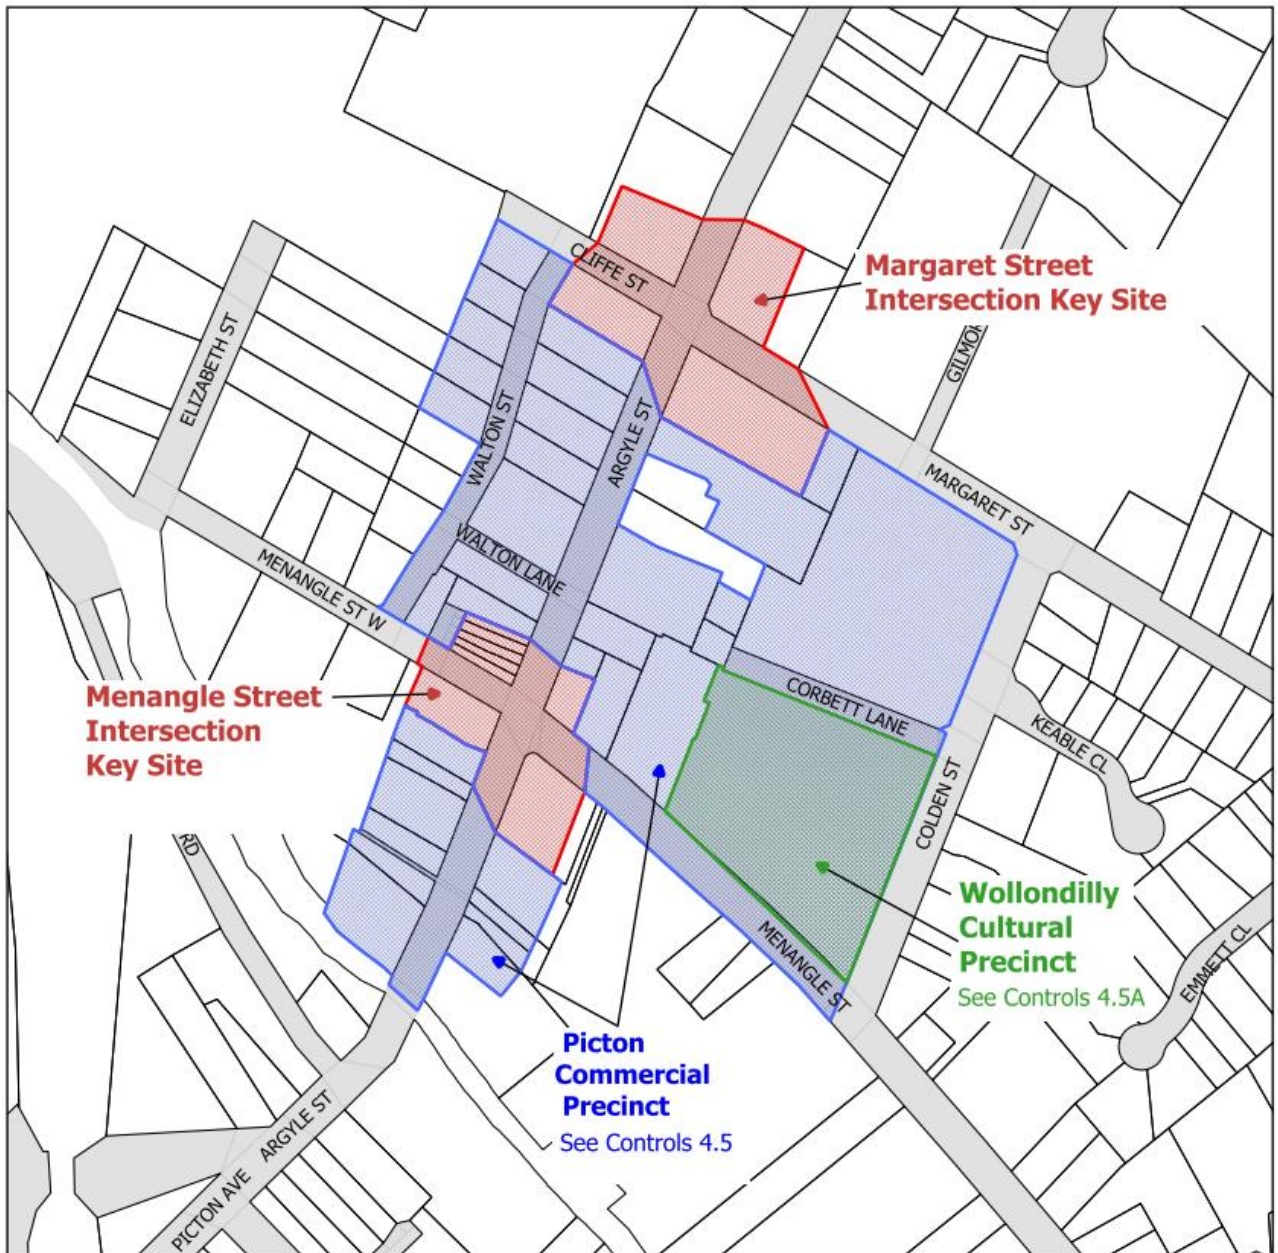 CLIFFE ST
Margaret Street
Intersection Key Site
ELIZABETH ST
WALTON ST
ARGYLE ST
MARGARET ST
WALTON LANE
MENANGLE ST W
Menangle Street
Intersection
Key Site
CORBETT LANE
KEABLE CL
COLDEN ST
RD
Wollondilly
Cultural
Precinct
See Controls 4.5A
MENANGLE ST
EMMETT CL
Picton
Commercial
Precinct
See Controls 4.5
ARGYLE ST
PICTON AVE